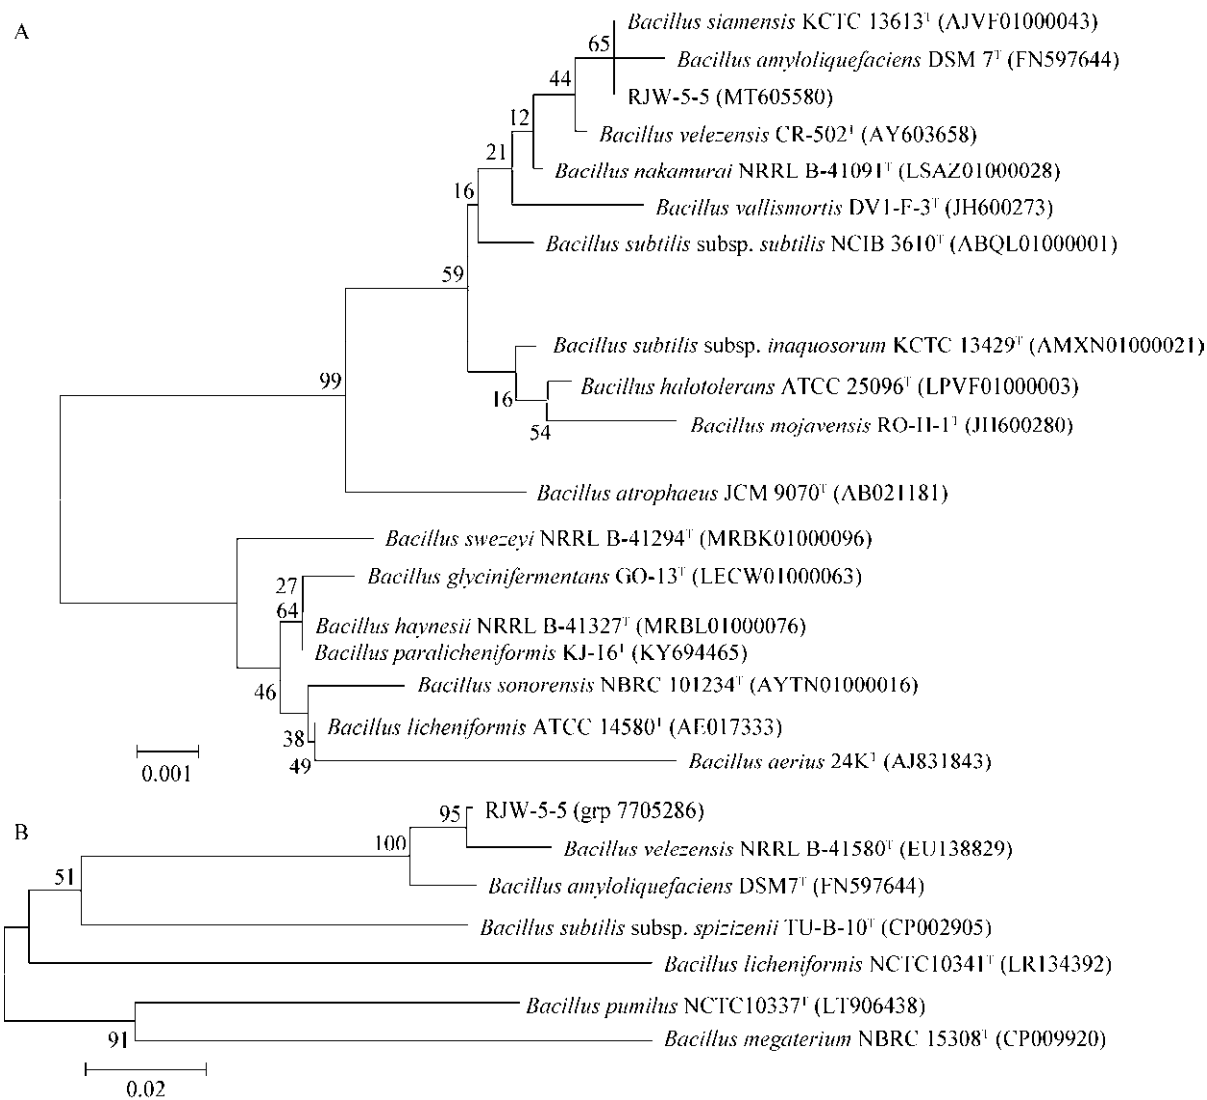 A
Bacillus siamensis KCTC 13613ᵀ (AJVF01000043)
65
Bacillus amyloliquefaciens DSM 7ᵀ (FN597644)
44
RJW-5-5 (MT605580)
12
Bacillus velezensis CR-502ᵀ (AY603658)
21
Bacillus nakamurai NRRL B-41091ᵀ (LSAZ01000028)
16
Bacillus vallismortis DV1-F-3ᵀ (JH600273)
Bacillus subtilis subsp. subtilis NCIB 3610ᵀ (ABQL01000001)
59
Bacillus subtilis subsp. inaquosorum KCTC 13429ᵀ (AMXN01000021)
99
Bacillus halotolerans ATCC 25096ᵀ (LPVF01000003)
16
Bacillus mojavensis RO-H-1ᵀ (JH600280)
54
Bacillus atrophaeus JCM 9070ᵀ (AB021181)
Bacillus swezeyi NRRL B-41294ᵀ (MRBK01000096)
Bacillus glycinifermentans GO-13ᵀ (LECW01000063)
27
64
Bacillus haynesii NRRL B-41327ᵀ (MRBL01000076)
Bacillus paralicheniformis KJ-16ᵀ (KY694465)
46
Bacillus sonorensis NBRC 101234ᵀ (AYTN01000016)
Bacillus licheniformis ATCC 14580ᵀ (AE017333)
38
49
Bacillus aerius 24Kᵀ (AJ831843)
0.001
B
95
RJW-5-5 (grp 7705286)
100
Bacillus velezensis NRRL B-41580ᵀ (EU138829)
51
Bacillus amyloliquefaciens DSM7ᵀ (FN597644)
Bacillus subtilis subsp. spizizenii TU-B-10ᵀ (CP002905)
Bacillus licheniformis NCTC10341ᵀ (LR134392)
Bacillus pumilus NCTC10337ᵀ (LT906438)
91
Bacillus megaterium NBRC 15308ᵀ (CP009920)
0.02